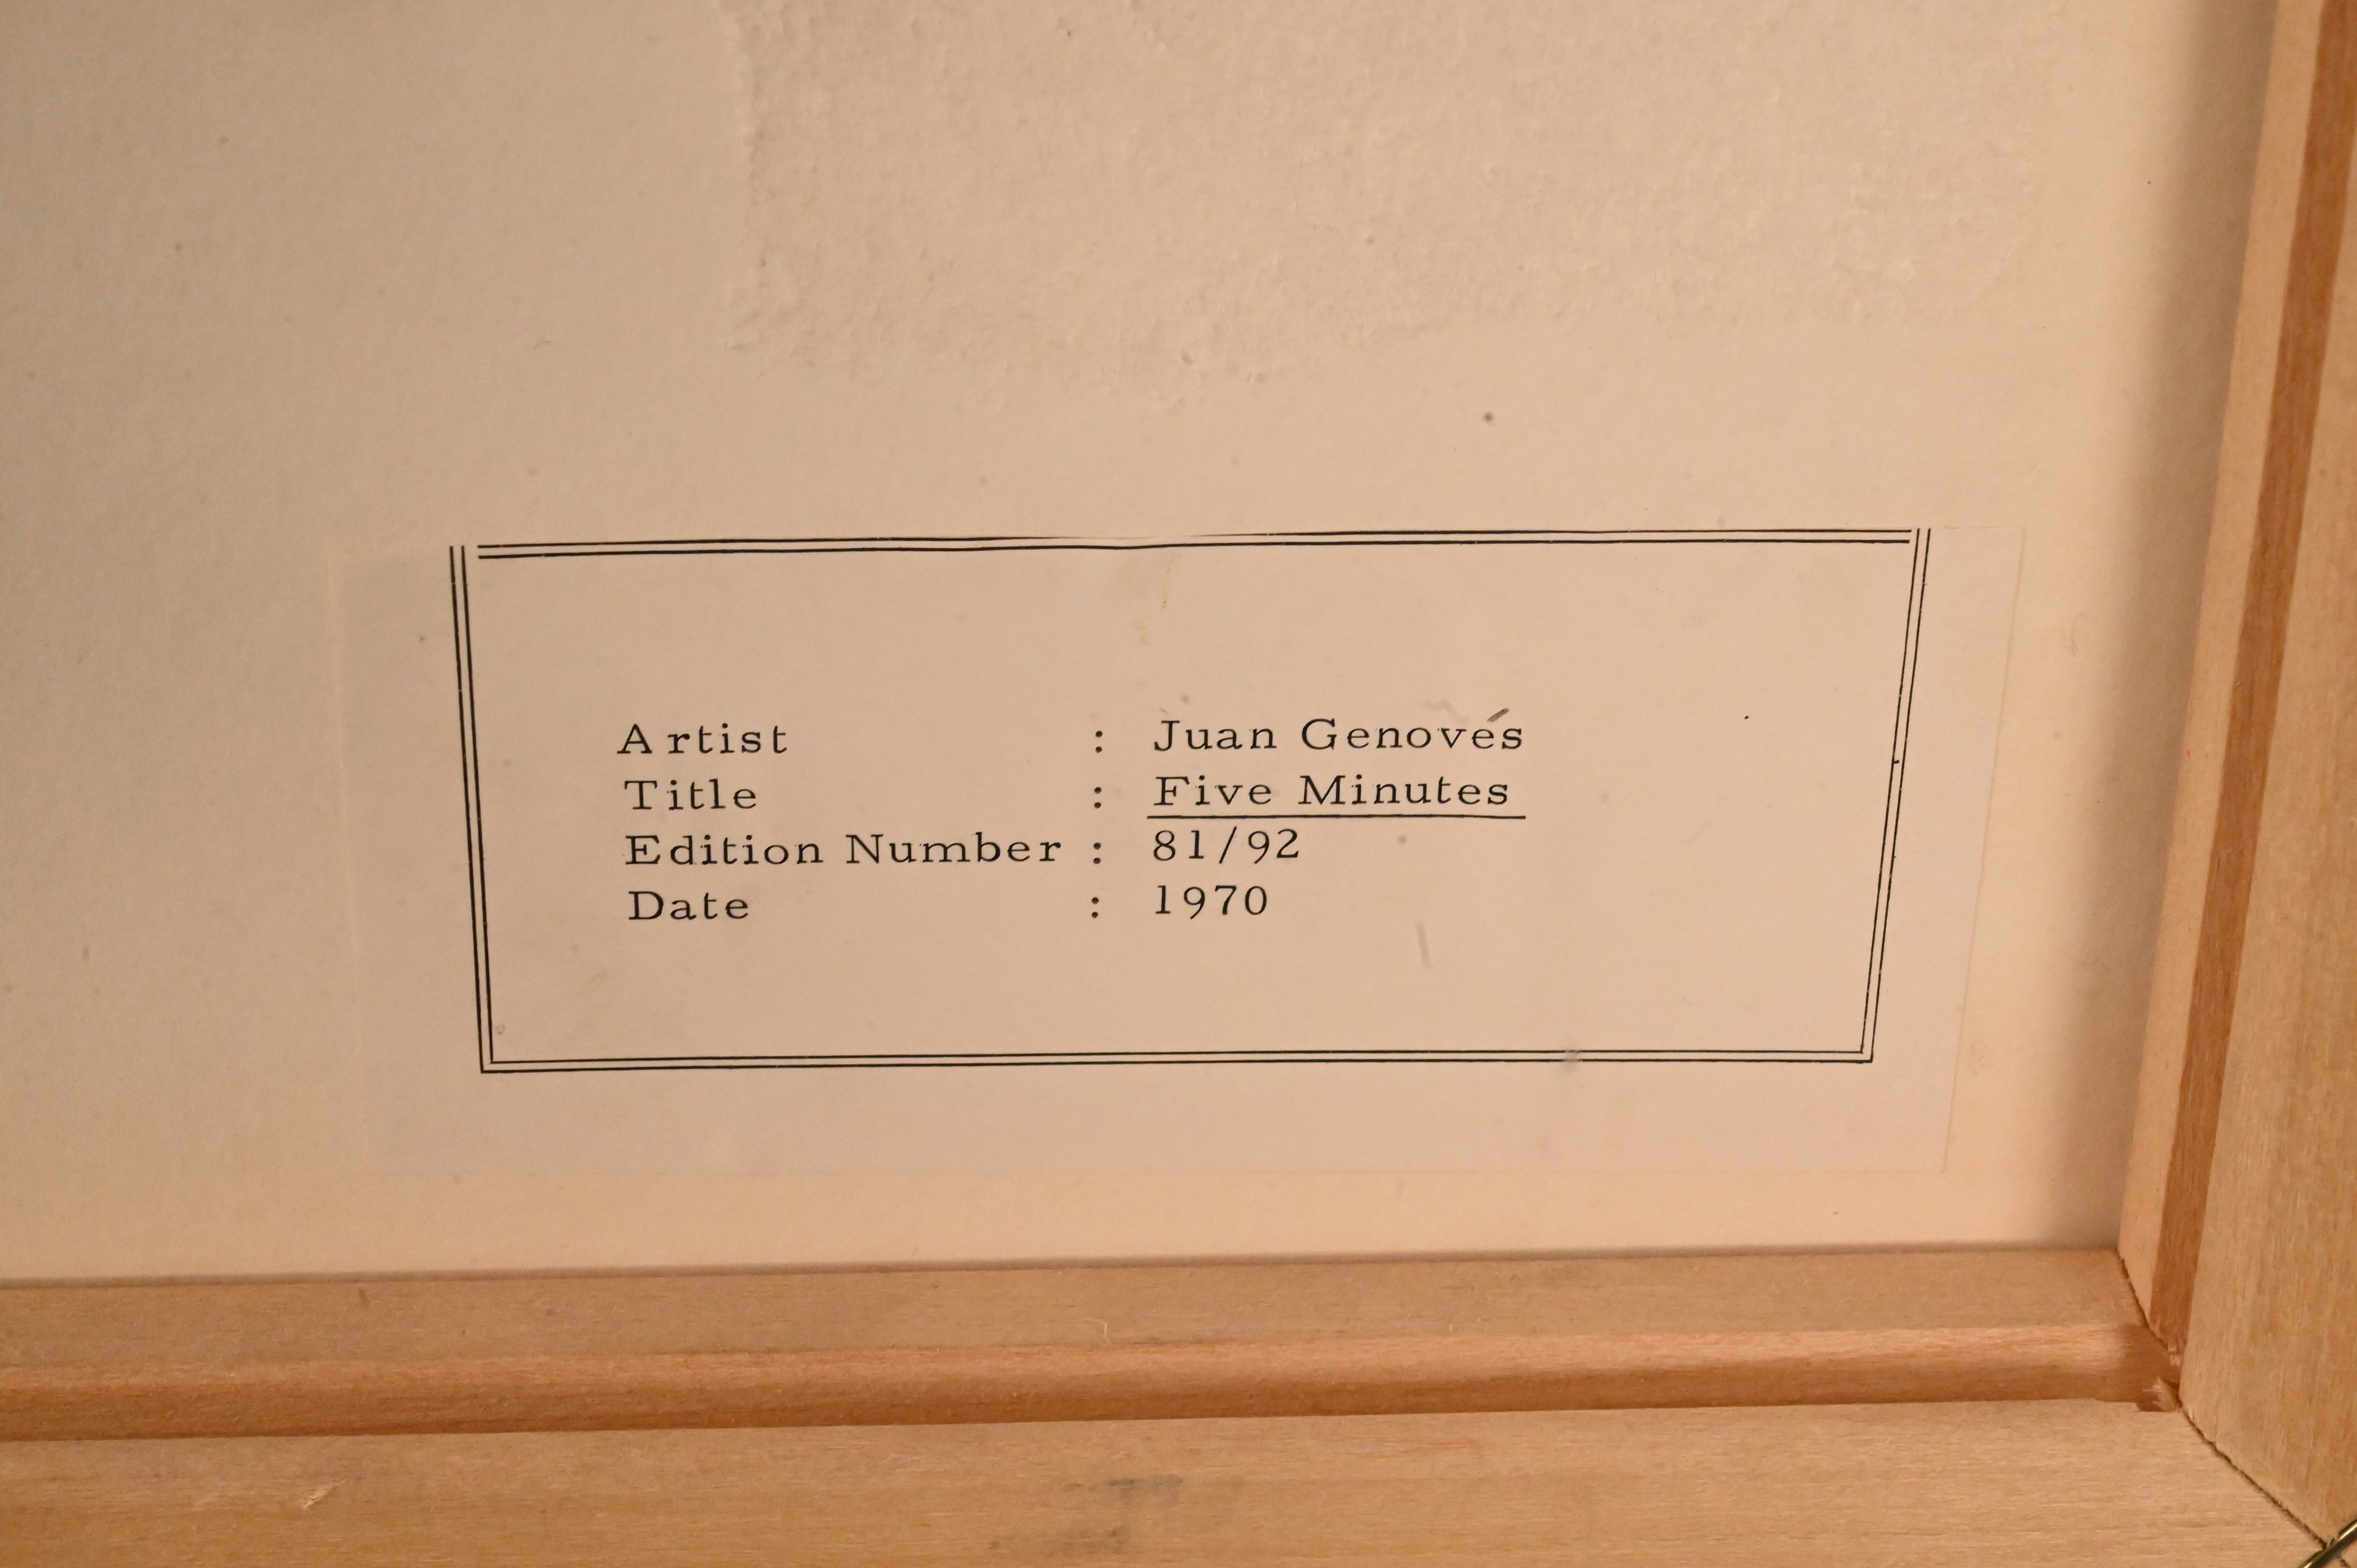 Artist : Juan Genovés
Title : Five Minutes
Edition Number : 81/92
Date : 1970